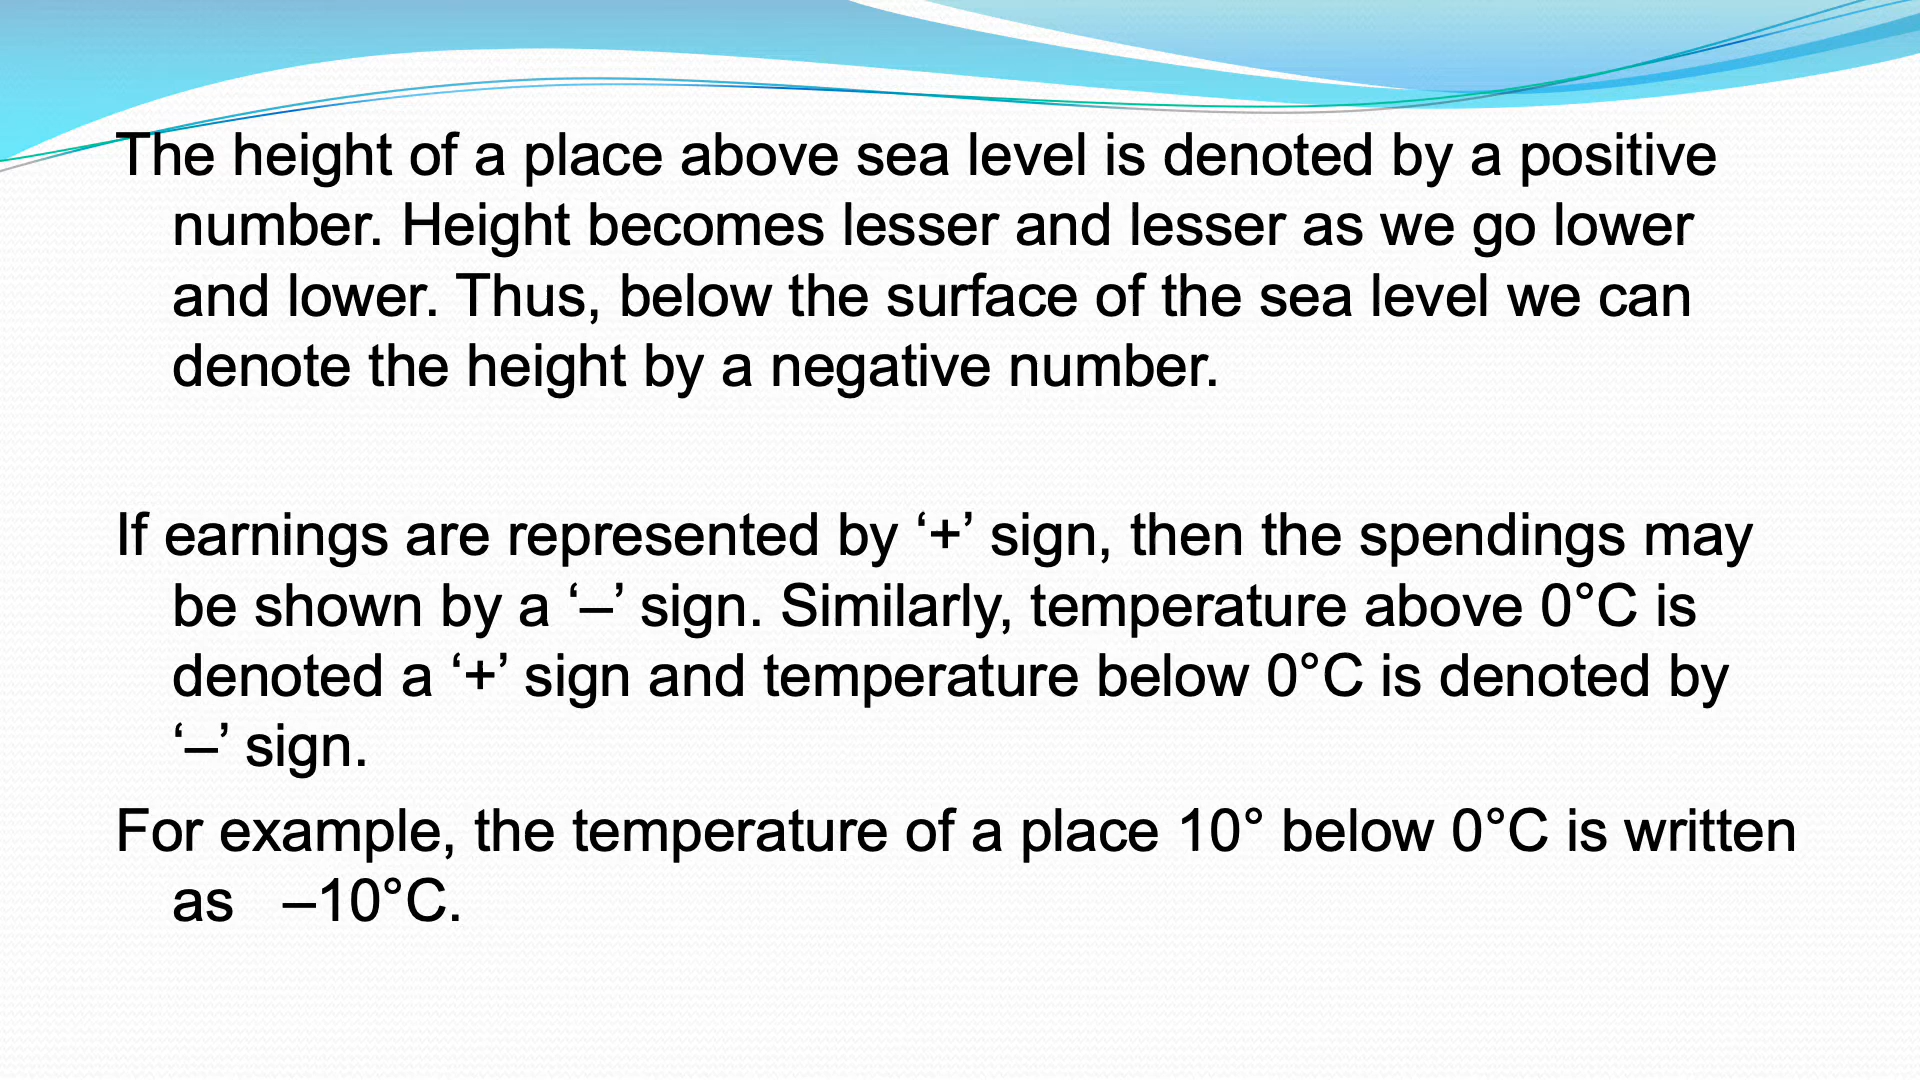 The height of a place above sea level is denoted by a positive
number. Height becomes lesser and lesser as we go lower
and lower. Thus, below the surface of the sea level we can
denote the height by a negative number.
If earnings are represented by ‘+’ sign, then the spendings may
be shown by a ‘–’ sign. Similarly, temperature above 0°C is
denoted a ‘+’ sign and temperature below 0°C is denoted by
‘–’ sign.
For example, the temperature of a place 10° below 0°C is written
as –10°C.